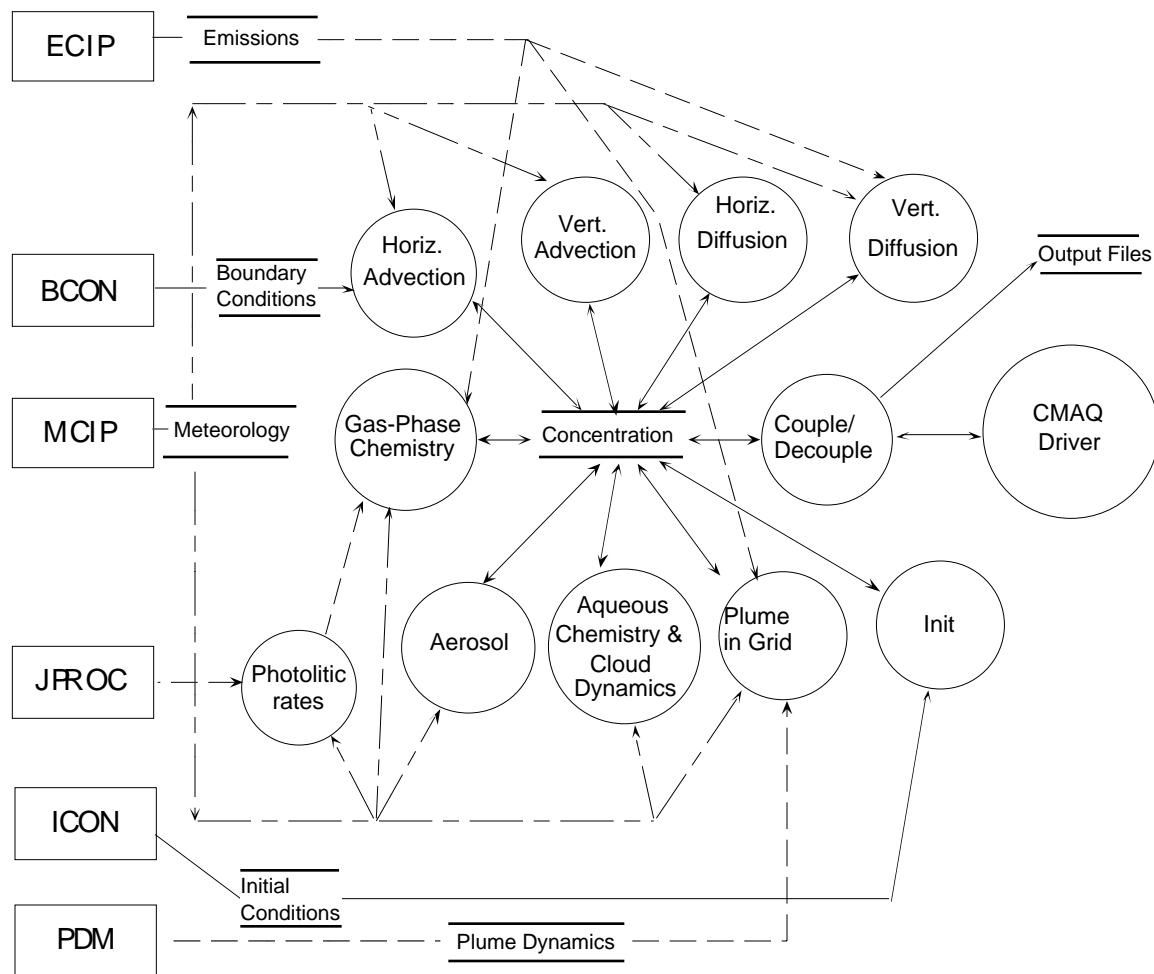 ECIP
Emissions
BCON
Boundary
Conditions
Horiz.
Advection
Vert.
Advection
Horiz.
Diffusion
Vert.
Diffusion
Output Files
MCIP
Meteorology
Gas-Phase
Chemistry
Concentration
Couple/
Decouple
CMAQ
Driver
JPROC
Photolitic
rates
Aerosol
Aqueous
Chemistry &
Cloud
Dynamics
Plume
in Grid
Init
ICON
Initial
Conditions
PDM
Plume Dynamics